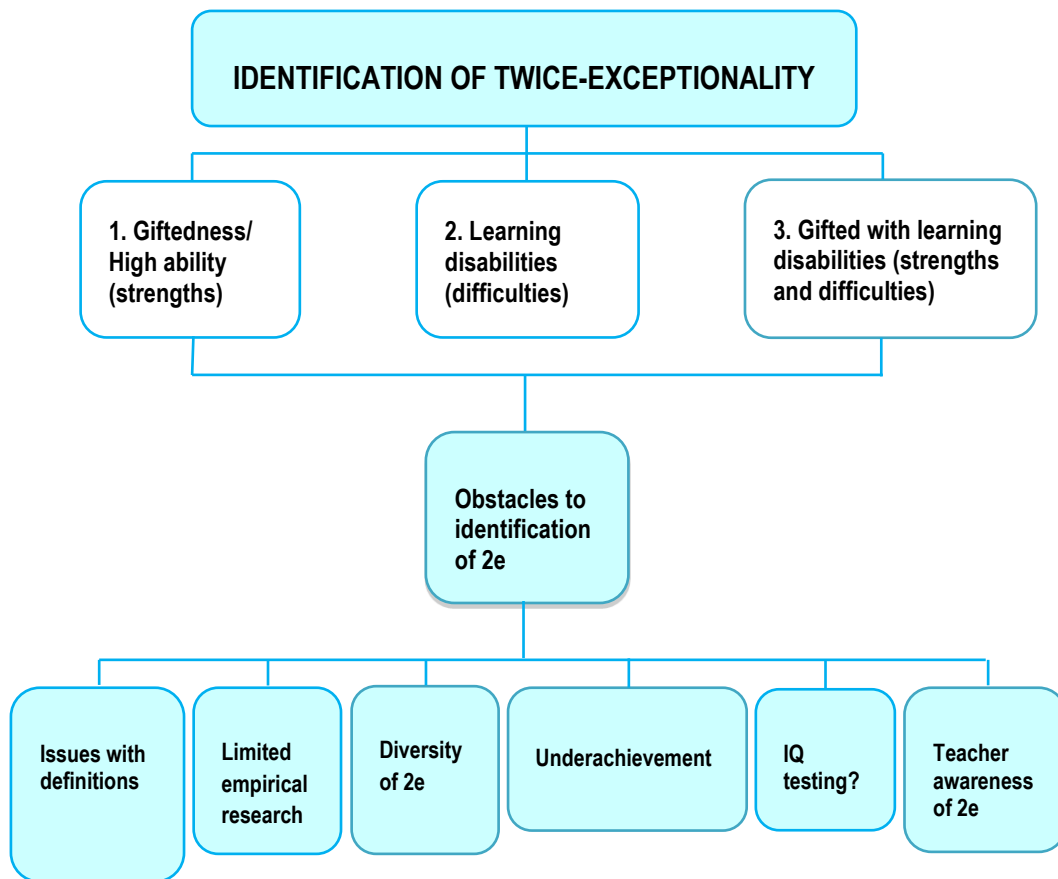 IDENTIFICATION OF TWICE-EXCEPTIONALITY
1. Giftedness/
High ability
(strengths)
2. Learning
disabilities
(difficulties)
3. Gifted with learning
disabilities (strengths
and difficulties)
Obstacles to
identification
of 2e
Issues with
definitions
Limited
empirical
research
Diversity
of 2e
Underachievement
IQ
testing?
Teacher
awareness
of 2e